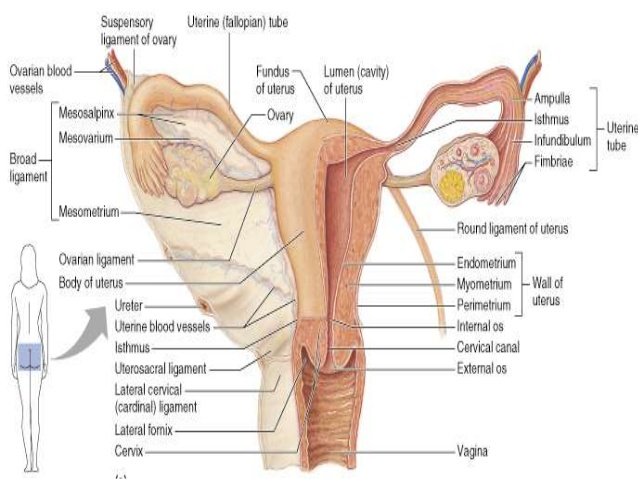 Suspensory
ligament of ovary
Uterine (fallopian) tube
Ovarian blood
vessels
Fundus
of uterus
Lumen (cavity)
of uterus
Mesosalpinx
Mesovarium
Broad
ligament
Mesometrium
Ovary
Ampulla
Isthmus
Infundibulum
Fimbriae
Uterine
tube
Round ligament of uterus
Ovarian ligament
Body of uterus
Ureter
Uterine blood vessels
Isthmus
Uterosacral ligament
Lateral cervical
(cardinal) ligament
Lateral fornix
Cervix
Endometrium
Myometrium
Perimetrium
Wall of
uterus
Internal os
Cervical canal
External os
Vagina